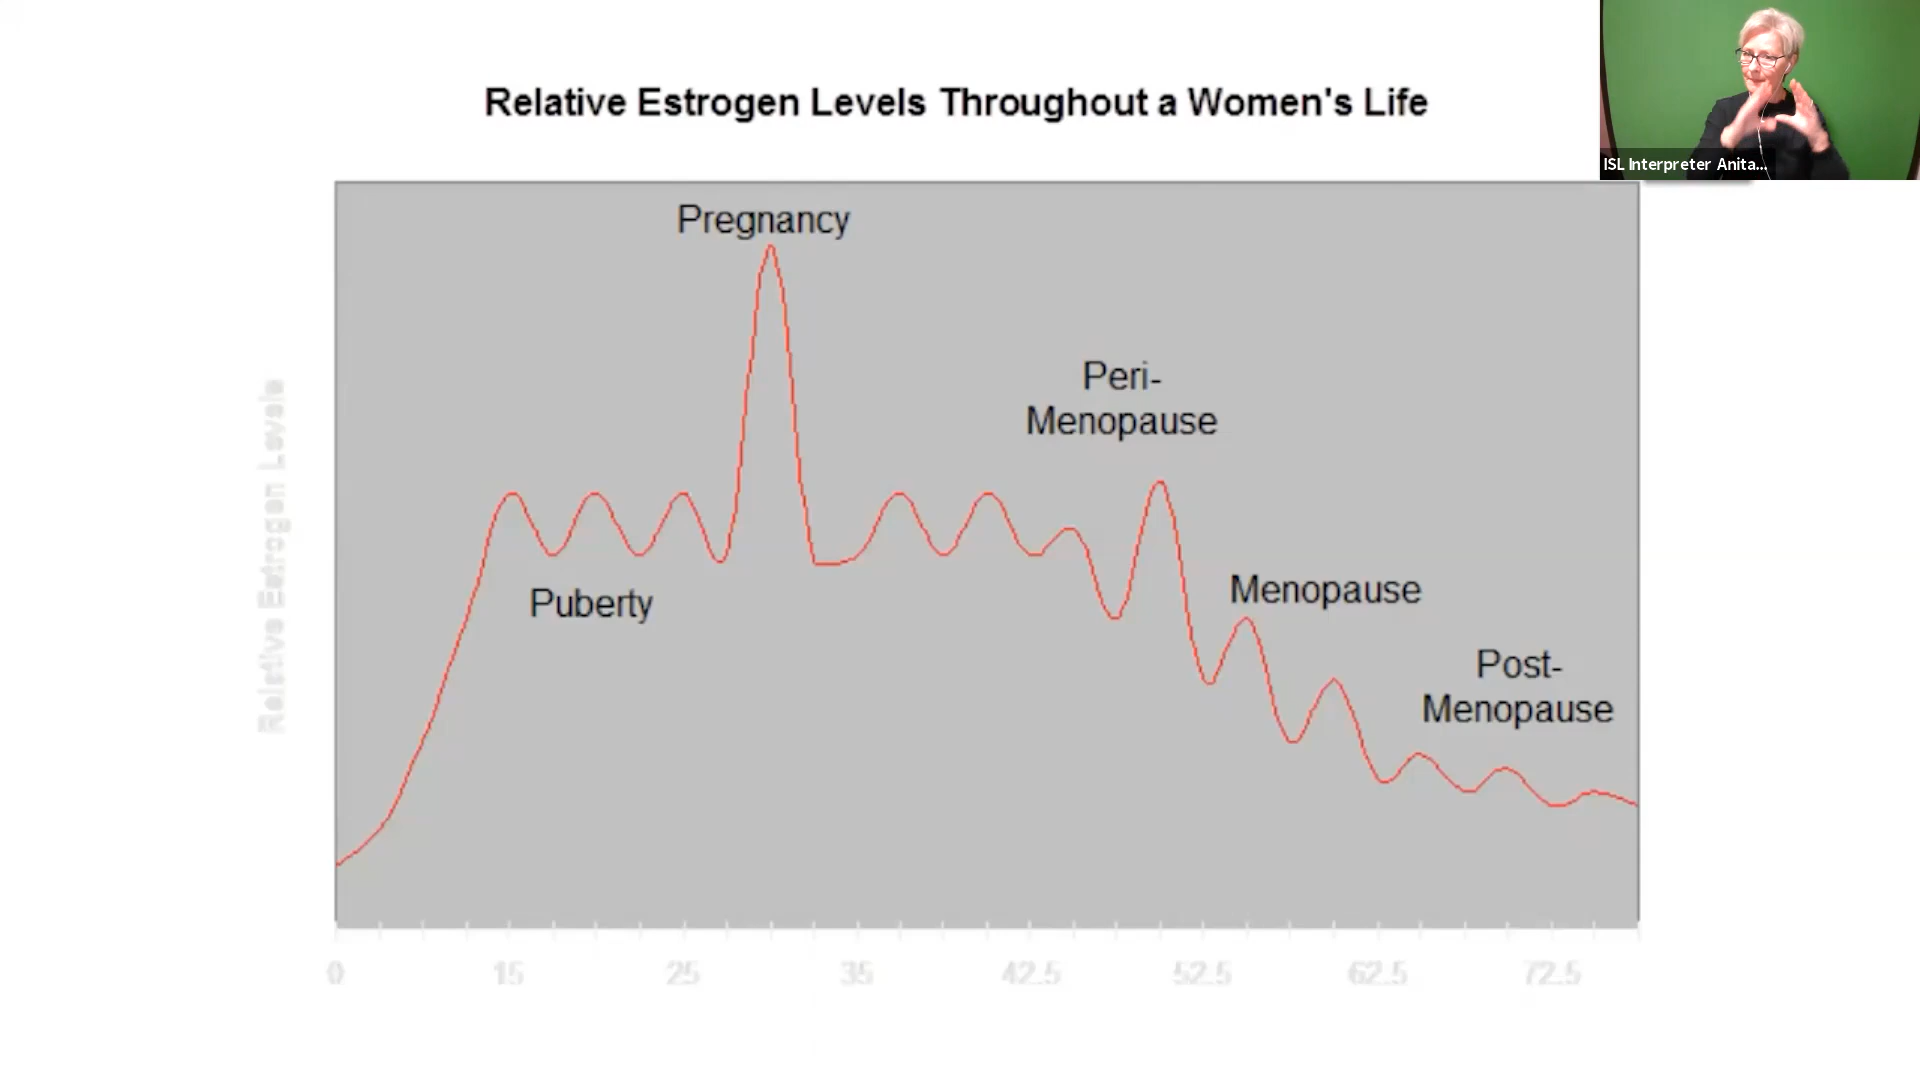 Relative Estrogen Levels Throughout a Women's Life
ISL Interpreter Anita...
Pregnancy
Peri-
Menopause
Puberty
Menopause
Post-
Menopause
Relative Estrogen Levels
0 15 25 35 42.5 52.5 62.5 72.5